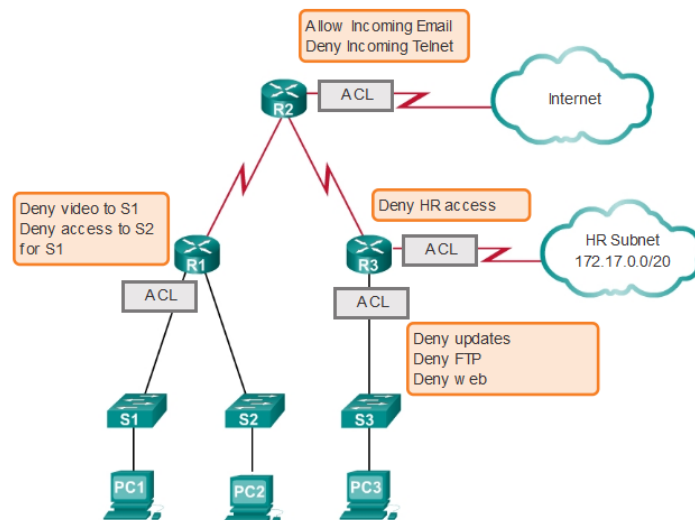 Allow Incoming Email
Deny Incoming Telnet
ACL
R2
Internet
Deny video to S1
Deny access to S2
for S1
Deny HR access
R1
R3
ACL
HR Subnet
172.17.0.0/20
ACL
ACL
Deny updates
Deny FTP
Deny web
S1
S2
S3
PC1
PC2
PC3